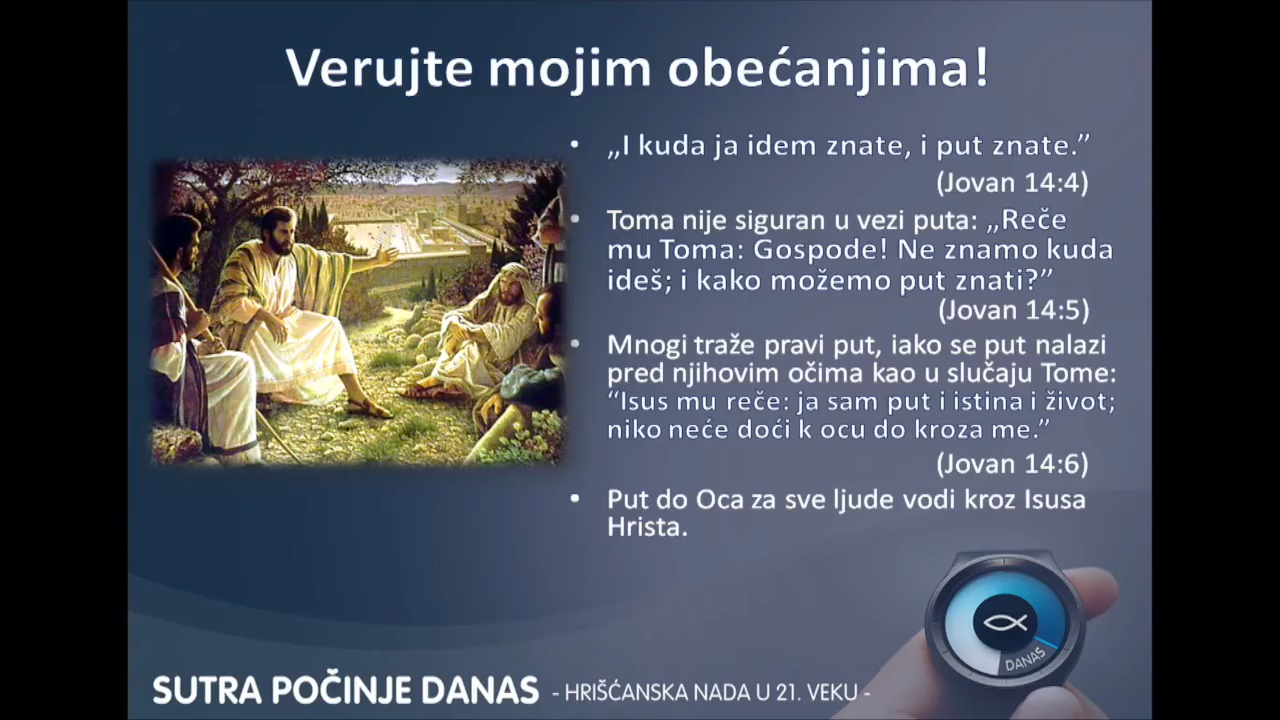 Verujte mojim obećanjima!
• „I kuda ja idem znate, i put znate.”
(Jovan 14:4)
• Toma nije siguran u vezi puta: „Reče
mu Toma: Gospode! Ne znamo kuda
ideš; i kako možemo put znati?”
(Jovan 14:5)
• Mnogi traže pravi put, iako se put nalazi
pred njihovim očima kao u slučaju Tome:
“Isus mu reče: ja sam put i istina i život;
niko neće doći k ocu do kroza me.”
(Jovan 14:6)
• Put do Oca za sve ljude vodi kroz Isusa
Hrista.
DANAS
SUTRA POČINJE DANAS - HRIŠĆANSKA NADA U 21. VEKU -